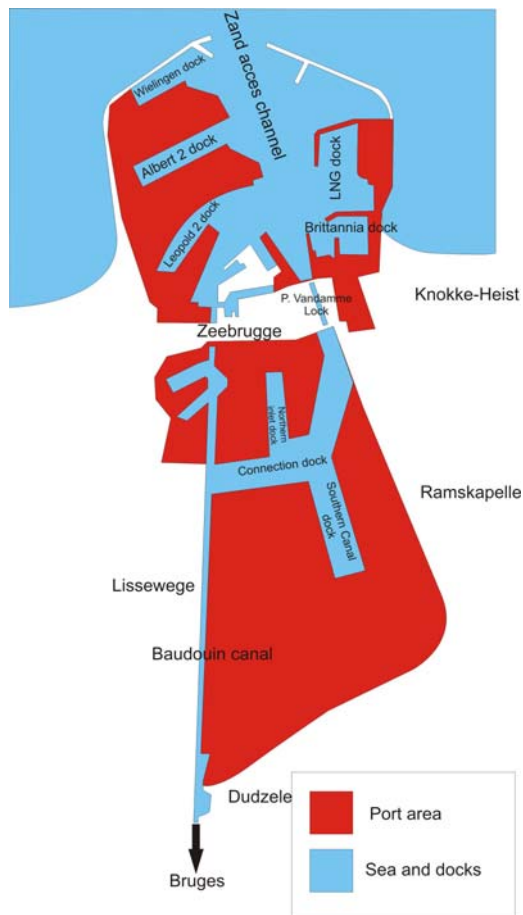 Zand acces channel
Wielingen dock
Albert 2 dock
LNG dock
Leopold 2 dock
Brittannia dock
Knokke-Heist
P. Vandamme
Lock
Zeebrugge
Northern
inlet dock
Connection dock
Southern Canal
dock
Ramskapelle
Lissewege
Baudouin canal
Dudzele
Bruges
Port area
Sea and docks